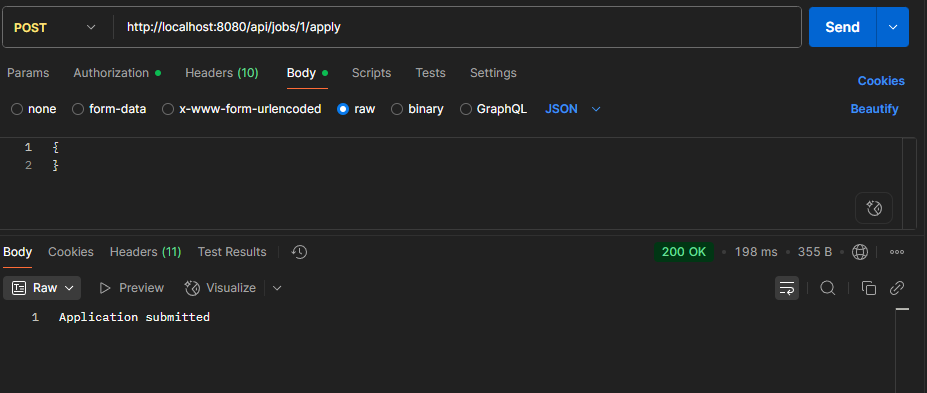 POST http://localhost:8080/api/jobs/1/apply Send
Params Authorization Headers (10) Body Scripts Tests Settings Cookies
none form-data x-www-form-urlencoded raw binary GraphQL JSON Beautify
1 {
2 }
Body Cookies Headers (11) Test Results 200 OK 198 ms 355 B
Raw Preview Visualize
1 Application submitted